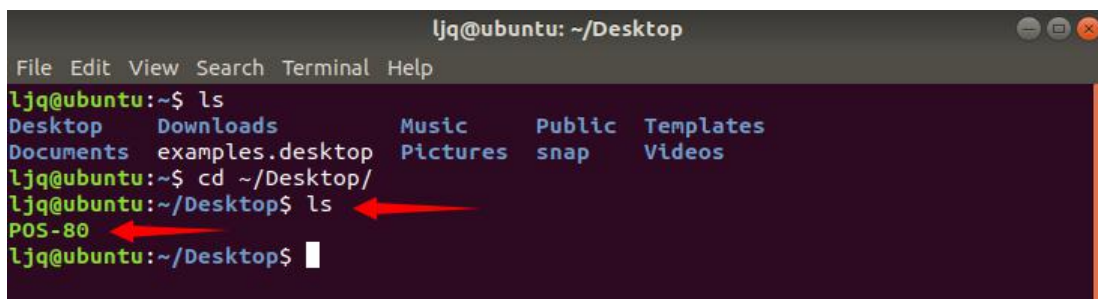 ljq@ubuntu: ~/Desktop
File Edit View Search Terminal Help
ljq@ubuntu:~$ ls
Desktop Downloads Music Public Templates
Documents examples.desktop Pictures snap Videos
ljq@ubuntu:~$ cd ~/Desktop/
ljq@ubuntu:~/Desktop$ ls
POS-80
ljq@ubuntu:~/Desktop$